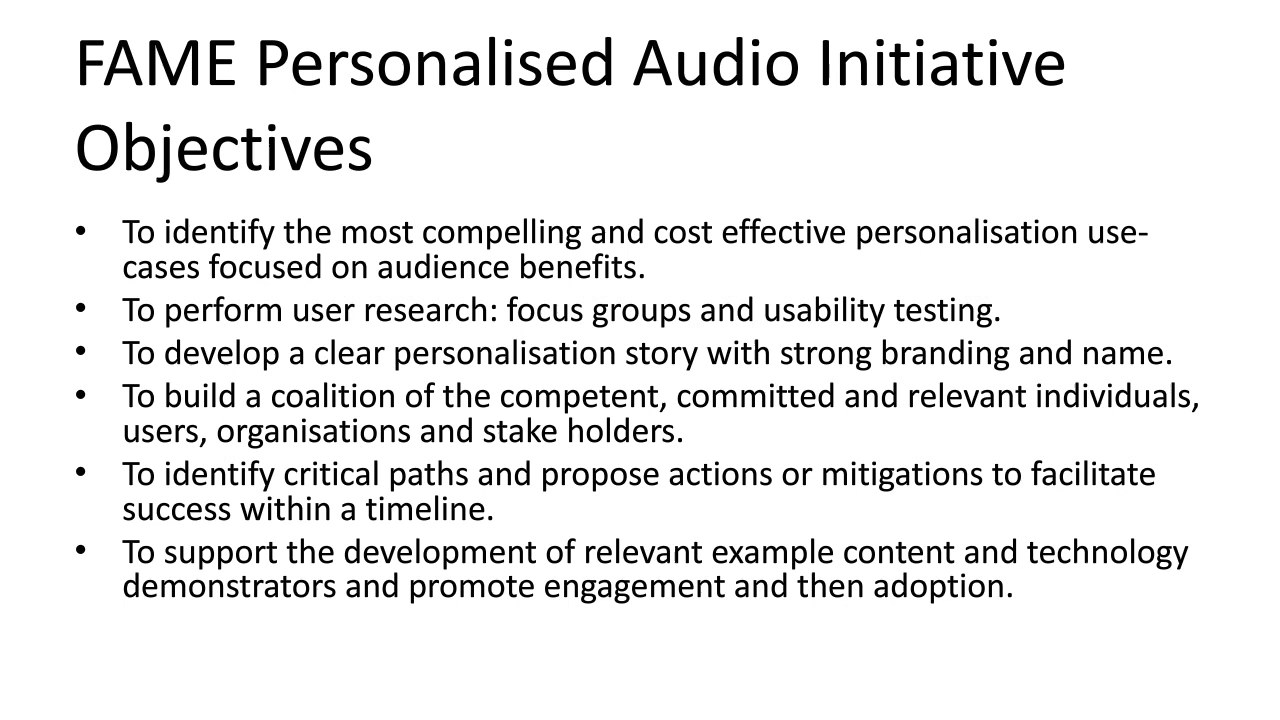 FAME Personalised Audio Initiative
Objectives
• To identify the most compelling and cost effective personalisation use-
cases focused on audience benefits.
• To perform user research: focus groups and usability testing.
• To develop a clear personalisation story with strong branding and name.
• To build a coalition of the competent, committed and relevant individuals,
users, organisations and stake holders.
• To identify critical paths and propose actions or mitigations to facilitate
success within a timeline.
• To support the development of relevant example content and technology
demonstrators and promote engagement and then adoption.